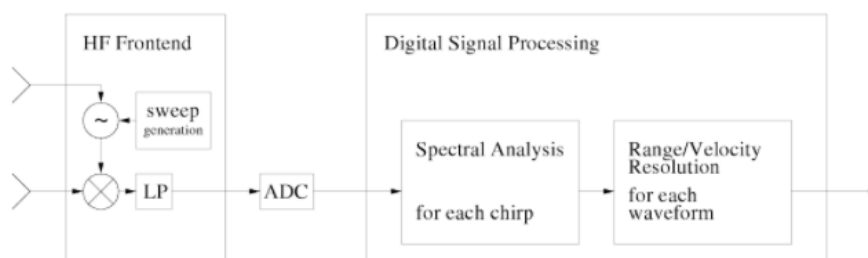 HF Frontend
sweep
generation
~
LP
ADC
Digital Signal Processing
Spectral Analysis
for each chirp
Range/Velocity
Resolution
for each
waveform